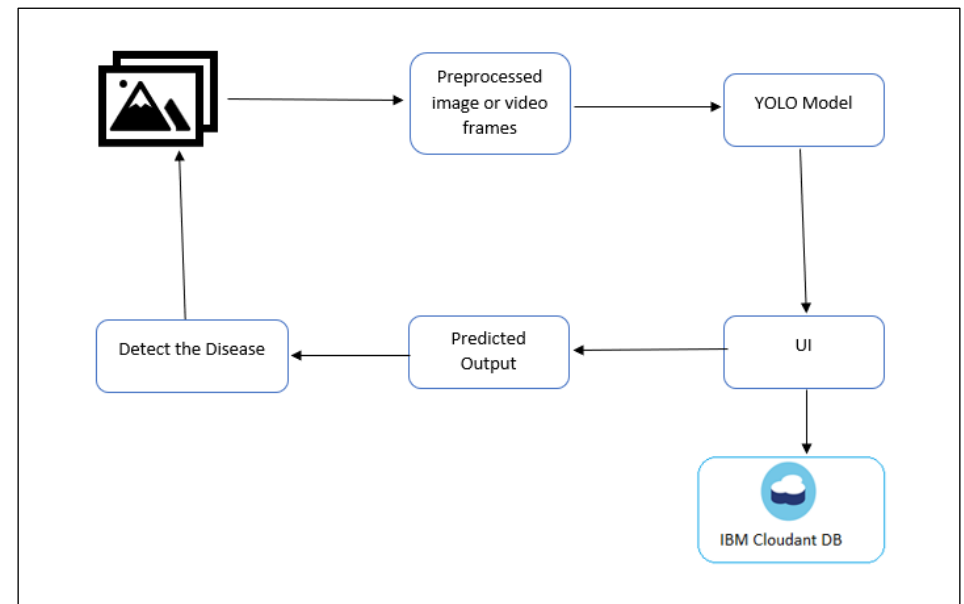 Preprocessed
image or video
frames
YOLO Model
Detect the Disease
Predicted
Output
UI
IBM Cloudant DB